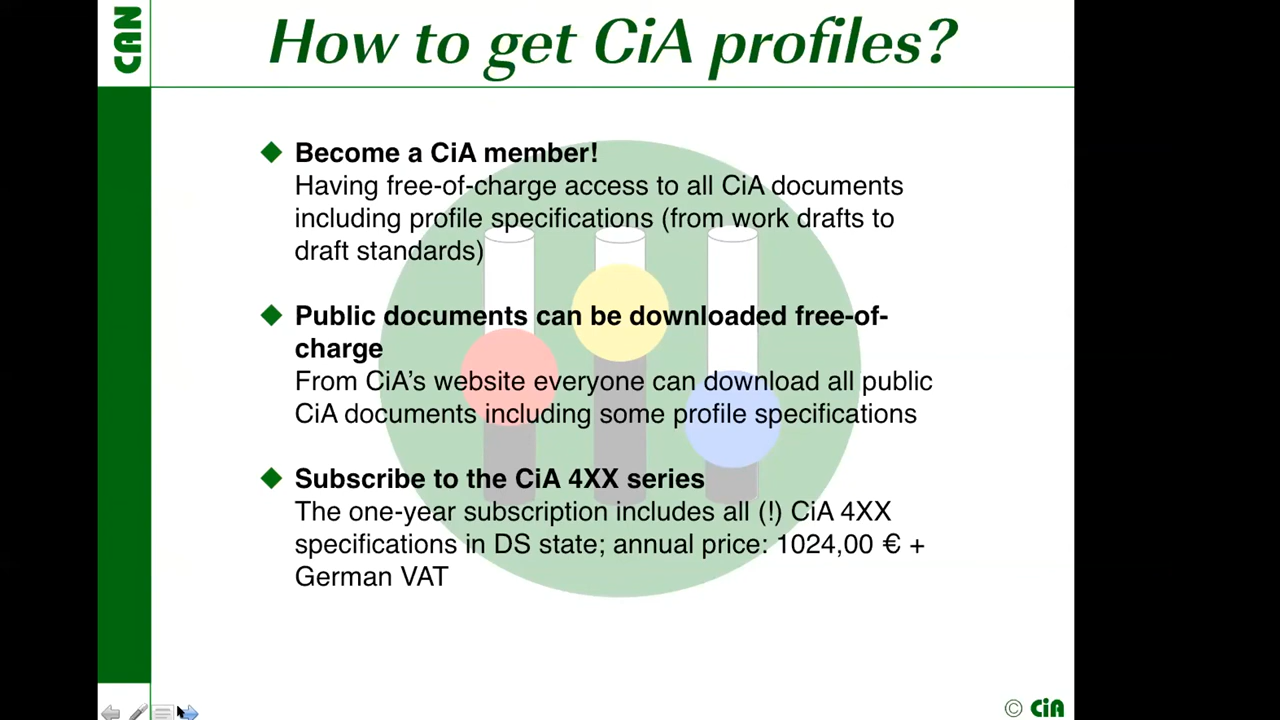 CAN
How to get CiA profiles?
Become a CiA member!
Having free-of-charge access to all CiA documents
including profile specifications (from work drafts to
draft standards)
Public documents can be downloaded free-of-
charge
From CiA’s website everyone can download all public
CiA documents including some profile specifications
Subscribe to the CiA 4XX series
The one-year subscription includes all (!) CiA 4XX
specifications in DS state; annual price: 1024,00 € +
German VAT
© CiA